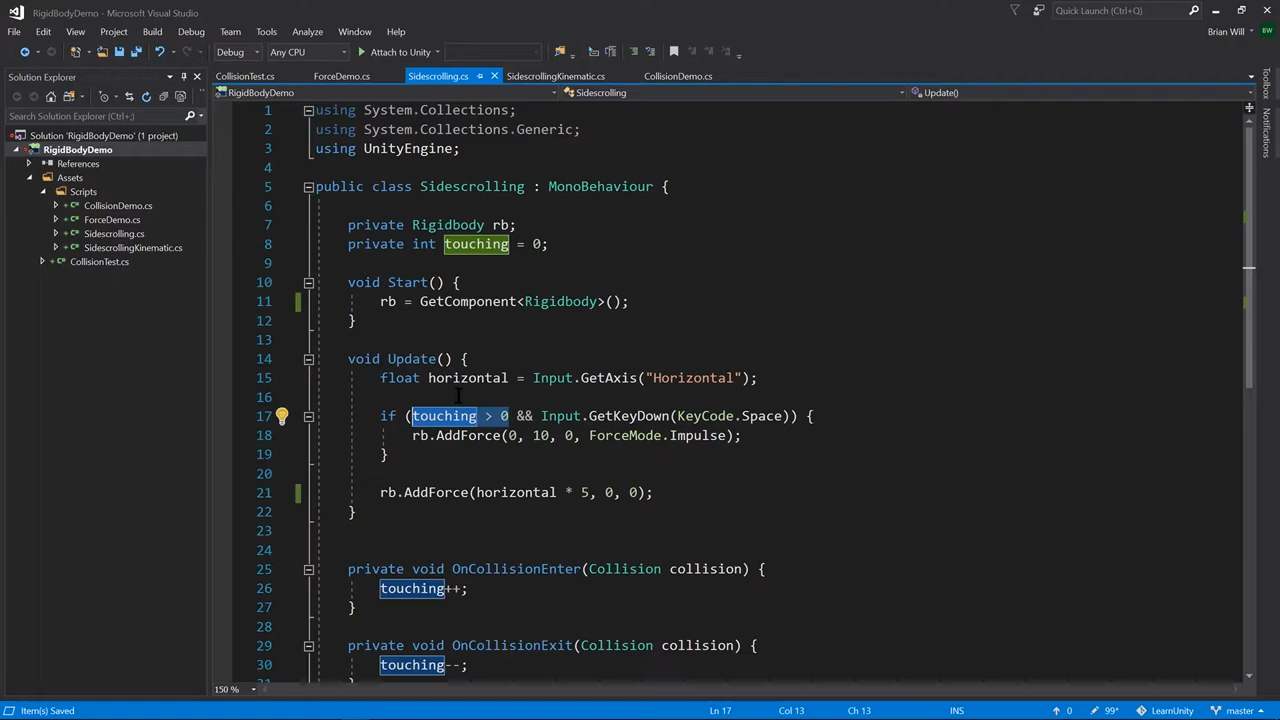 RigidBodyDemo - Microsoft Visual Studio
Quick Launch (Ctrl+Q)
File Edit View Project Build Debug Team Tools Analyze Window Help
Brian Will
Debug Any CPU Attach to Unity
Solution Explorer
CollisionTest.cs ForceDemo.cs Sidescrolling.cs SidescrollingKinematic.cs CollisionDemo.cs
RigidBodyDemo Sidescrolling Update()
Search Solution Explorer (Ctrl+;)
Solution 'RigidBodyDemo' (1 project)
RigidBodyDemo
References
Assets
Scripts
CollisionDemo.cs
ForceDemo.cs
Sidescrolling.cs
SidescrollingKinematic.cs
CollisionTest.cs
1 using System.Collections;
2 using System.Collections.Generic;
3 using UnityEngine;
4
5 public class Sidescrolling : MonoBehaviour {
6
7 private Rigidbody rb;
8 private int touching = 0;
9
10 void Start() {
11 rb = GetComponent<Rigidbody>();
12 }
13
14 void Update() {
15 float horizontal = Input.GetAxis("Horizontal");
16
17 if (touching > 0 && Input.GetKeyDown(KeyCode.Space)) {
18 rb.AddForce(0, 10, 0, ForceMode.Impulse);
19 }
20
21 rb.AddForce(horizontal * 5, 0, 0);
22 }
23
24
25 private void OnCollisionEnter(Collision collision) {
26 touching++;
27 }
28
29 private void OnCollisionExit(Collision collision) {
30 touching--;
Toolbox
Notifications
150 %
Item(s) Saved Ln 17 Col 13 Ch 13 INS 0 99* LearnUnity master